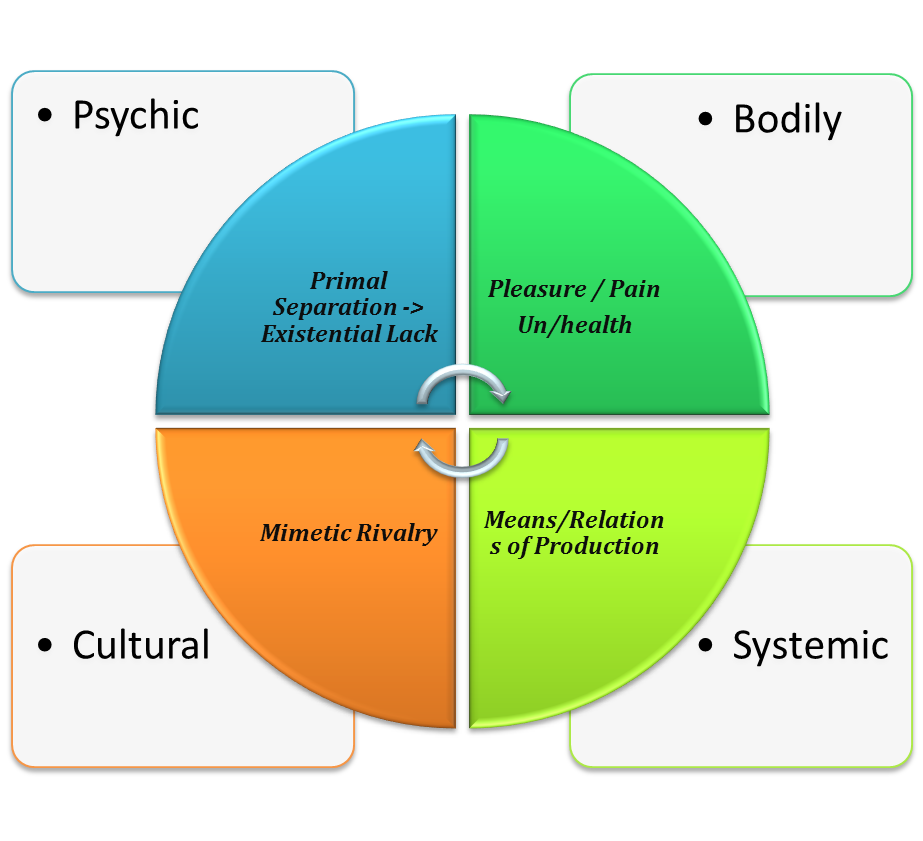 • Psychic
• Bodily
Primal
Separation ->
Existential Lack
Pleasure / Pain
Un/health
Mimetic Rivalry
Means/Relation
s of Production
• Cultural
• Systemic